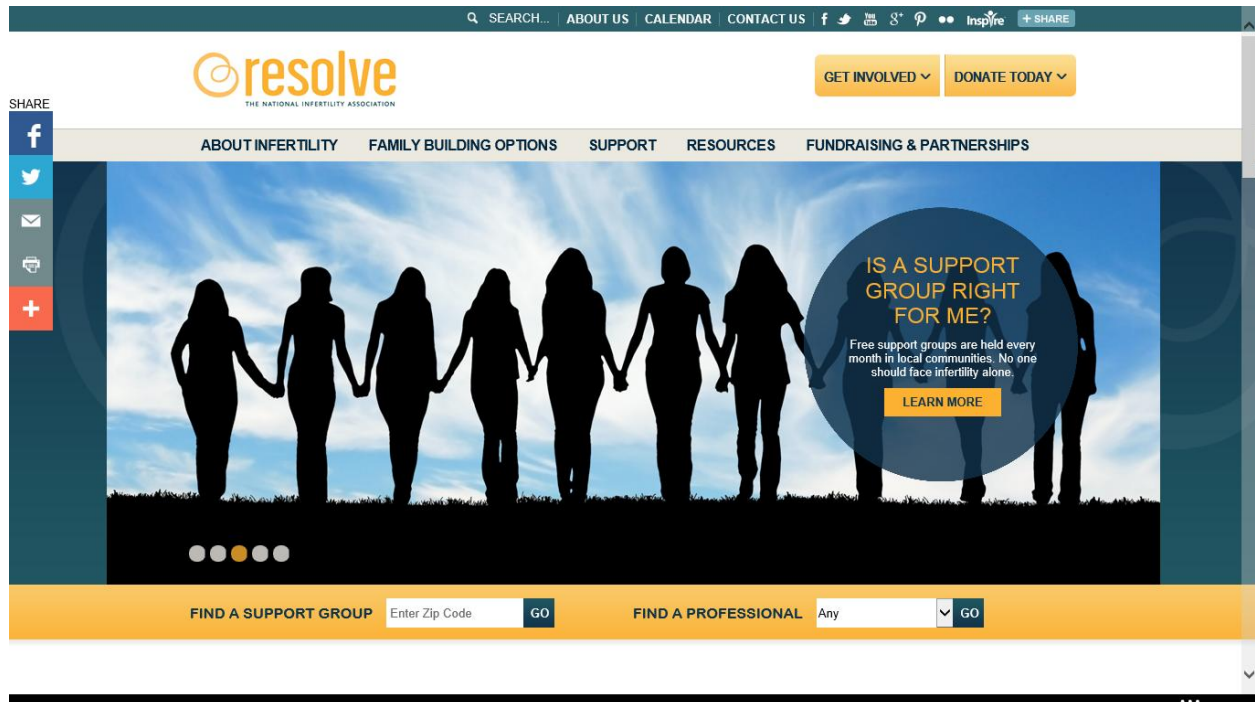 SEARCH... ABOUT US CALENDAR CONTACT US f You Tube g+ Inspire + SHARE
resolve
THE NATIONAL INFERTILITY ASSOCIATION
GET INVOLVED DONATE TODAY
SHARE
f
ABOUT INFERTILITY FAMILY BUILDING OPTIONS SUPPORT RESOURCES FUNDRAISING & PARTNERSHIPS
IS A SUPPORT
GROUP RIGHT
FOR ME?
Free support groups are held every
month in local communities. No one
should face infertility alone.
LEARN MORE
FIND A SUPPORT GROUP Enter Zip Code GO FIND A PROFESSIONAL Any GO